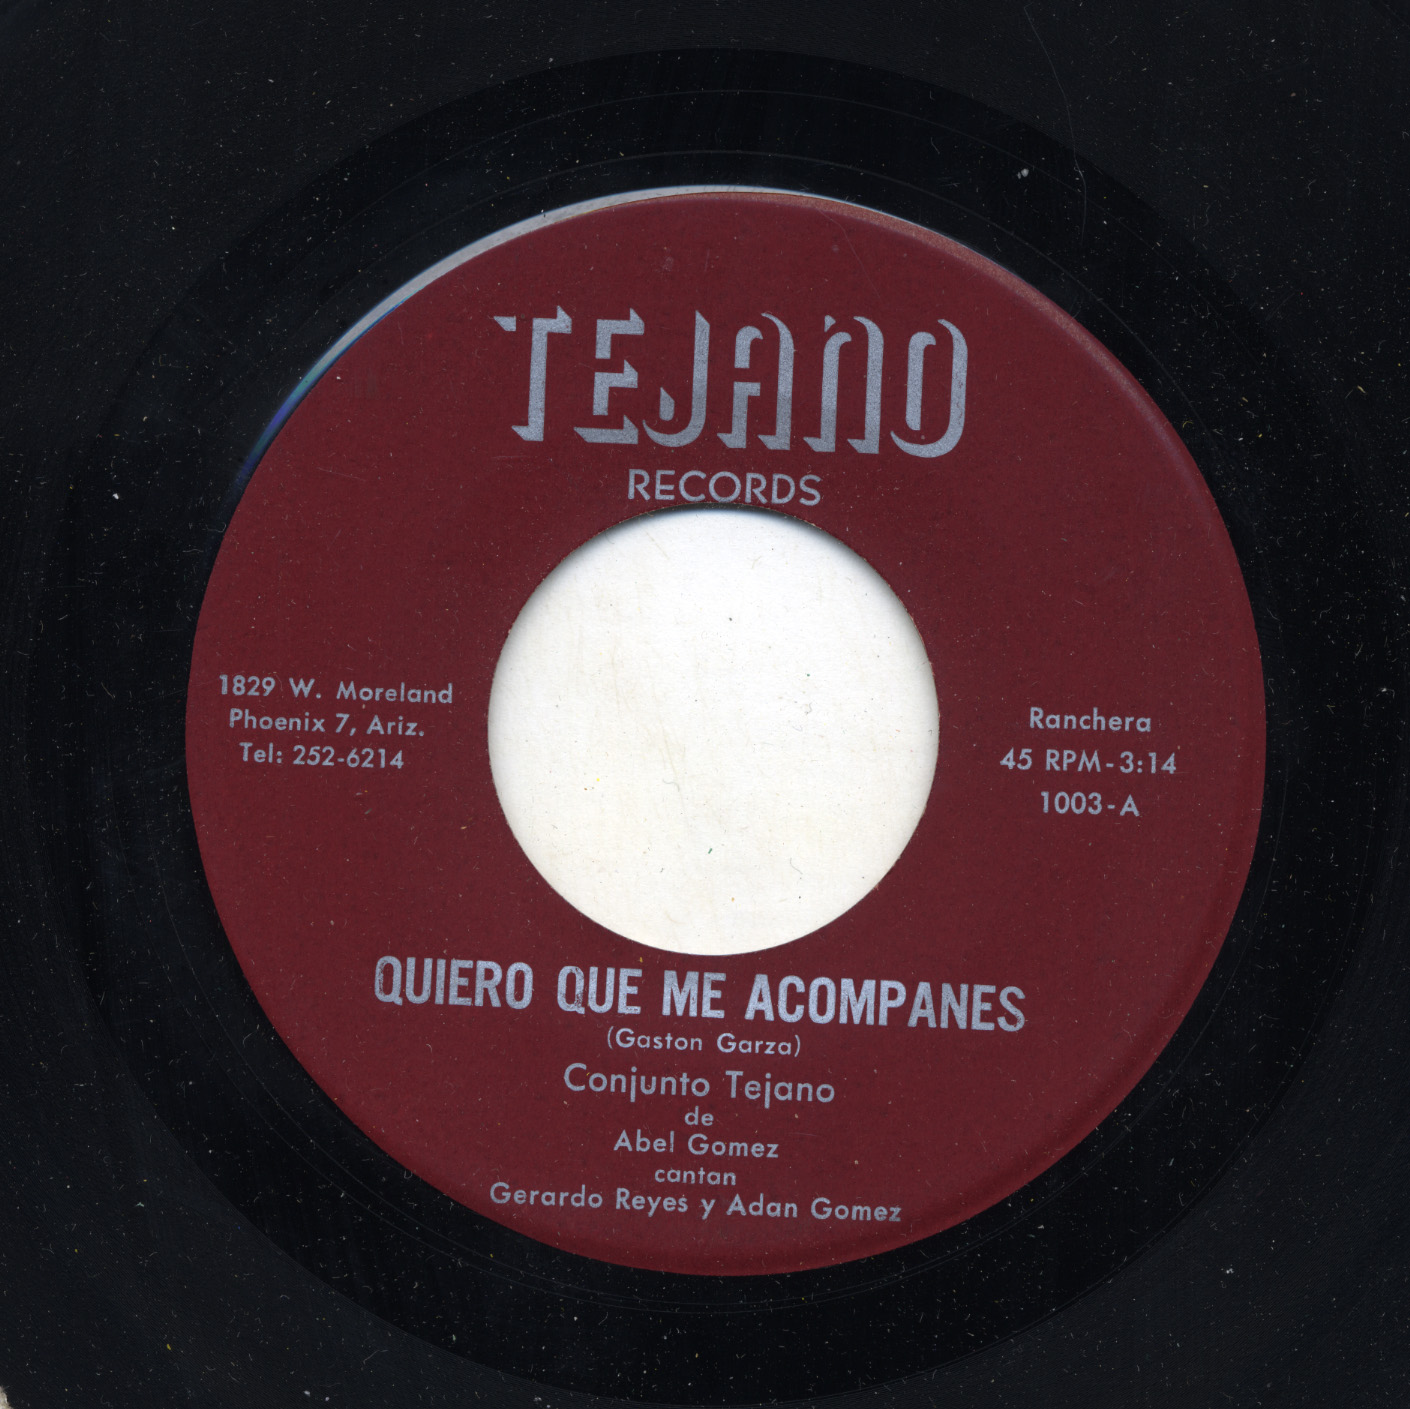 TEJANO
RECORDS
1829 W. Moreland
Phoenix 7, Ariz.
Tel: 252-6214
Ranchera
45 RPM-3:14
1003-A
QUIERO QUE ME ACOMPANES
(Gaston Garza)
Conjunto Tejano
de
Abel Gomez
cantan
Gerardo Reyes y Adan Gomez